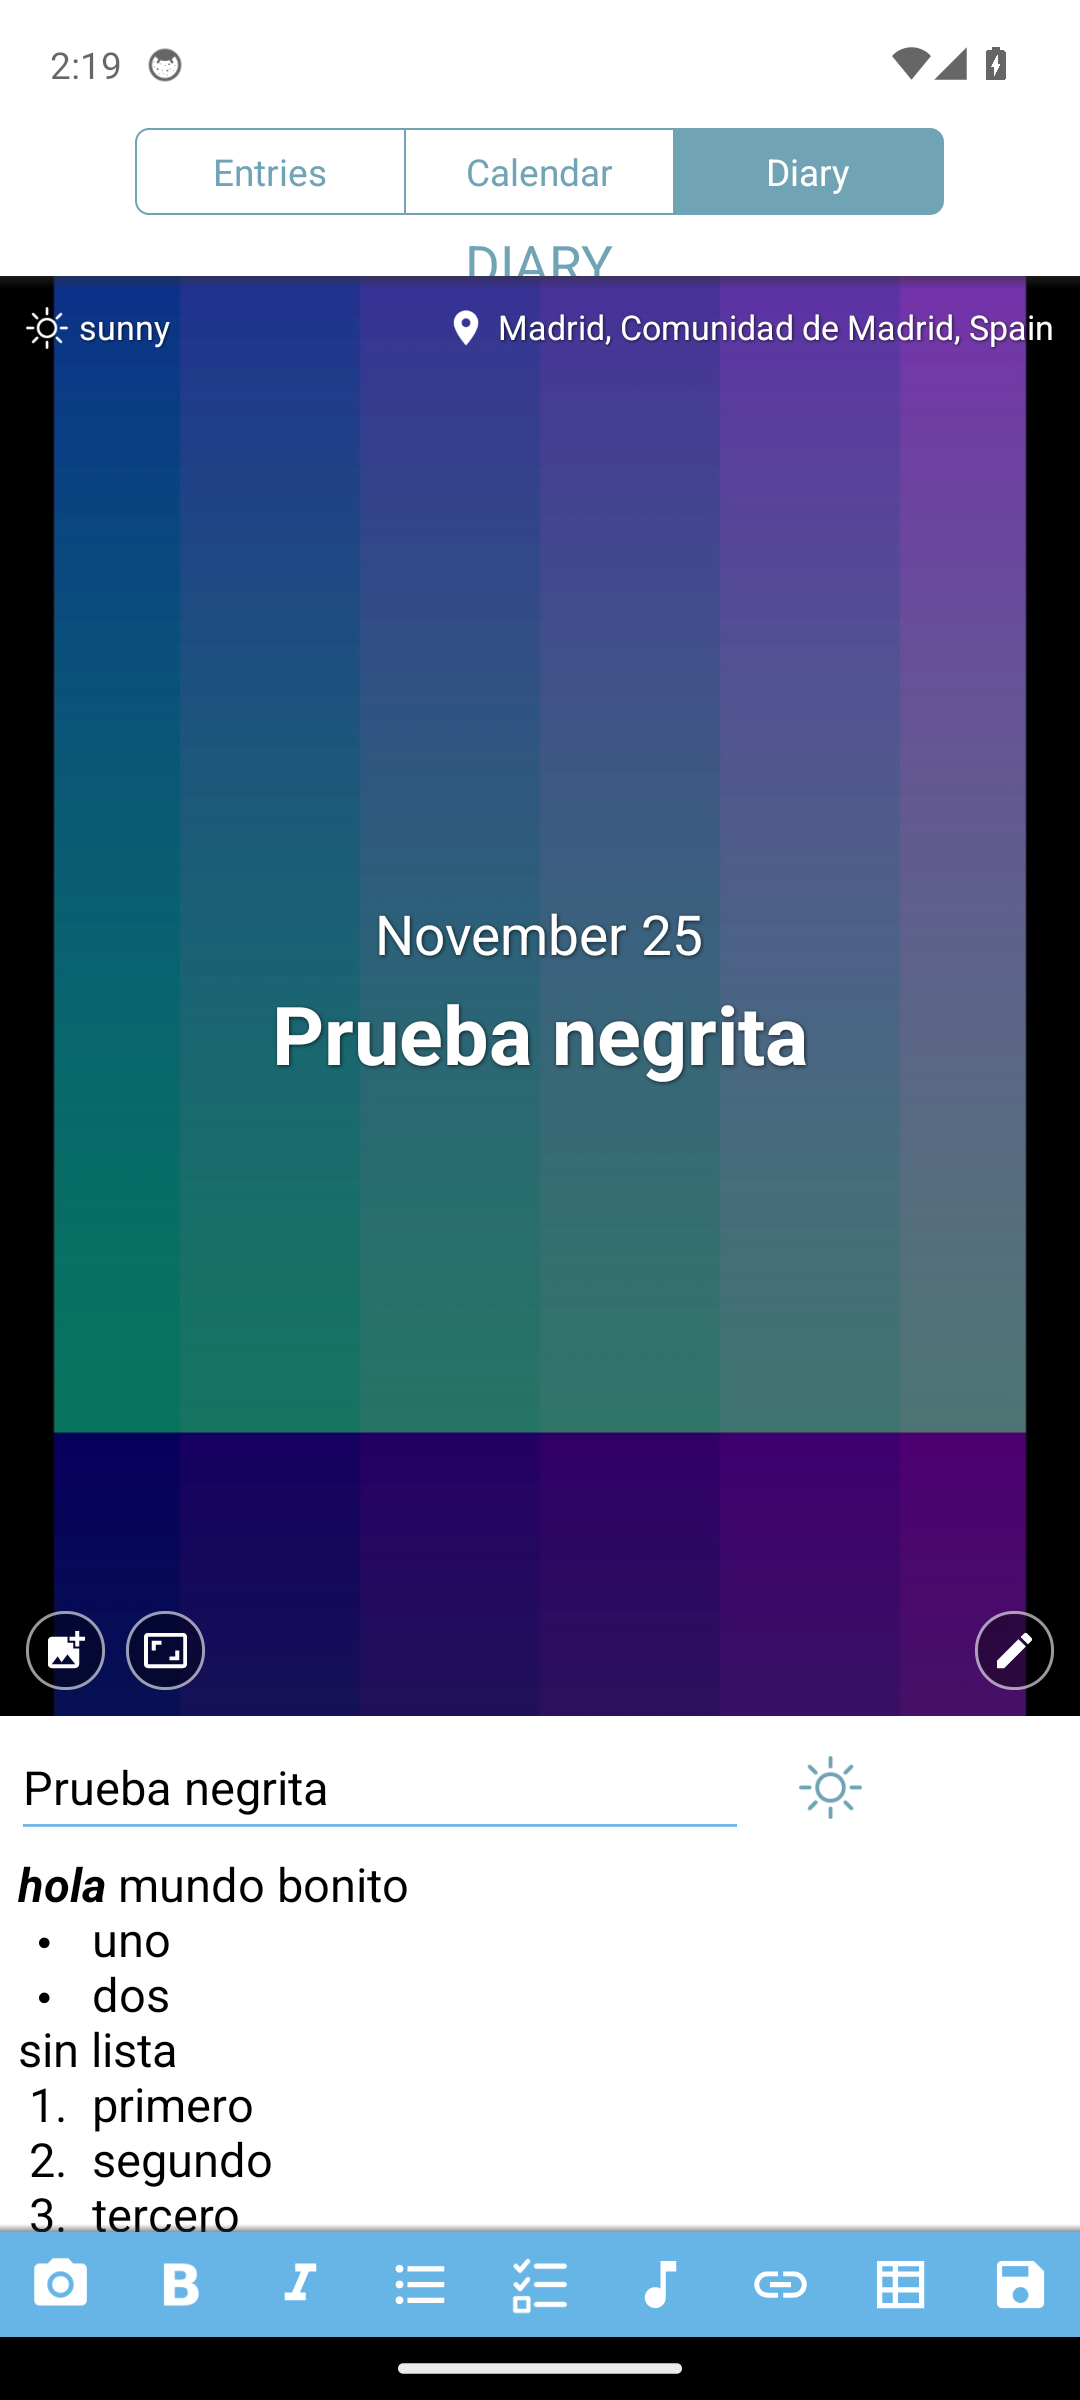 2:19
Entries Calendar Diary
DIARY
sunny Madrid, Comunidad de Madrid, Spain
November 25
Prueba negrita
Prueba negrita
hola mundo bonito
• uno
• dos
sin lista
1. primero
2. segundo
3. tercero
B I